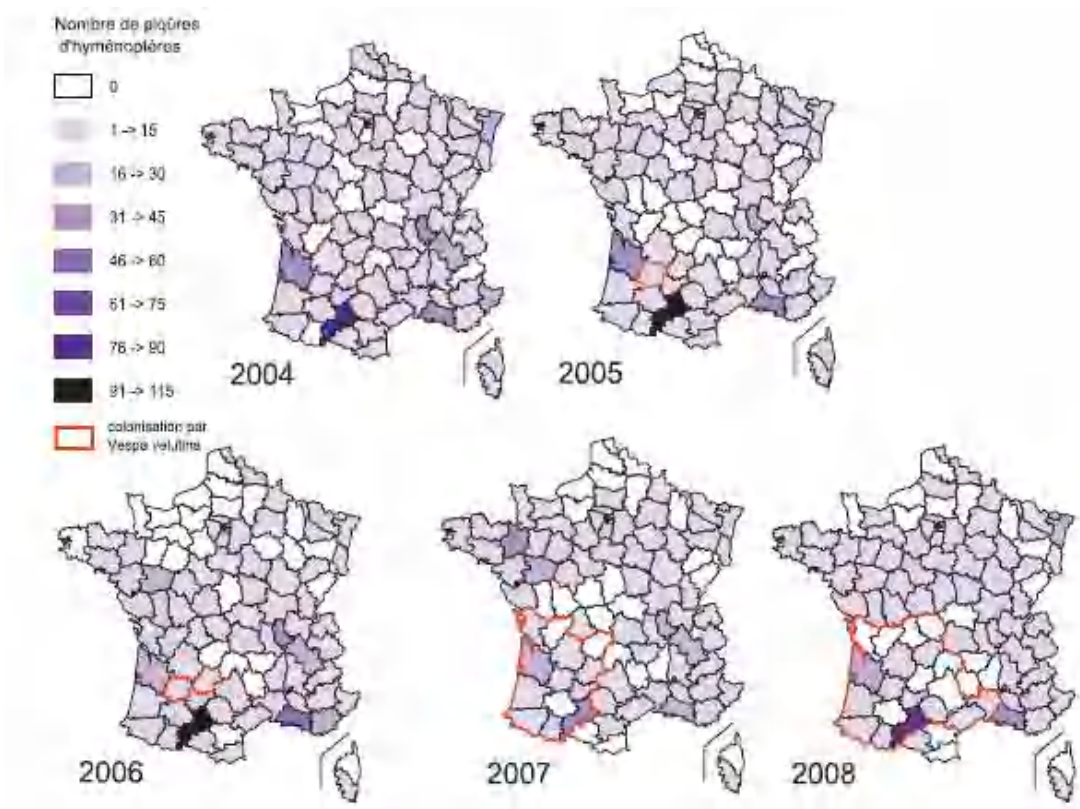 Nombre de piqûres
d'hyménoptères
0
1 -> 15
16 -> 30
31 -> 45
46 -> 60
61 -> 75
76 -> 90
91 -> 115
colonisation par
Vespa velutina
2004
2005
2006
2007
2008